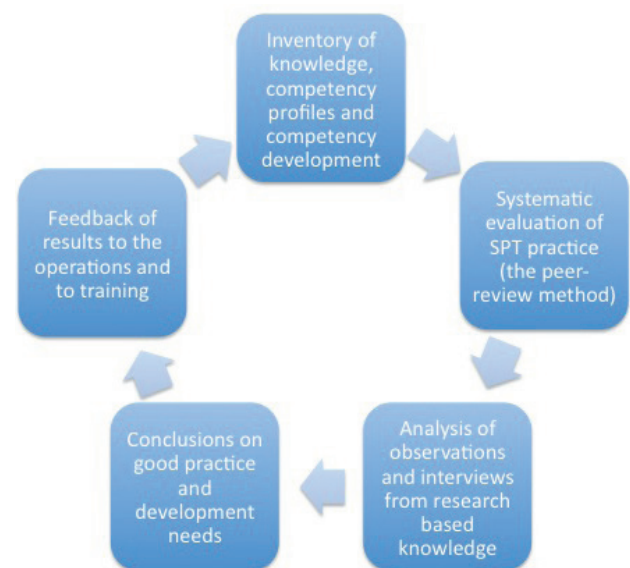 Inventory of
knowledge,
competency
profiles and
competency
development
Systematic
evaluation of
SPT practice
(the peer-
review method)
Analysis of
observations
and interviews
from research
based
knowledge
Conclusions on
good practice
and
development
needs
Feedback of
results to the
operations and
to training